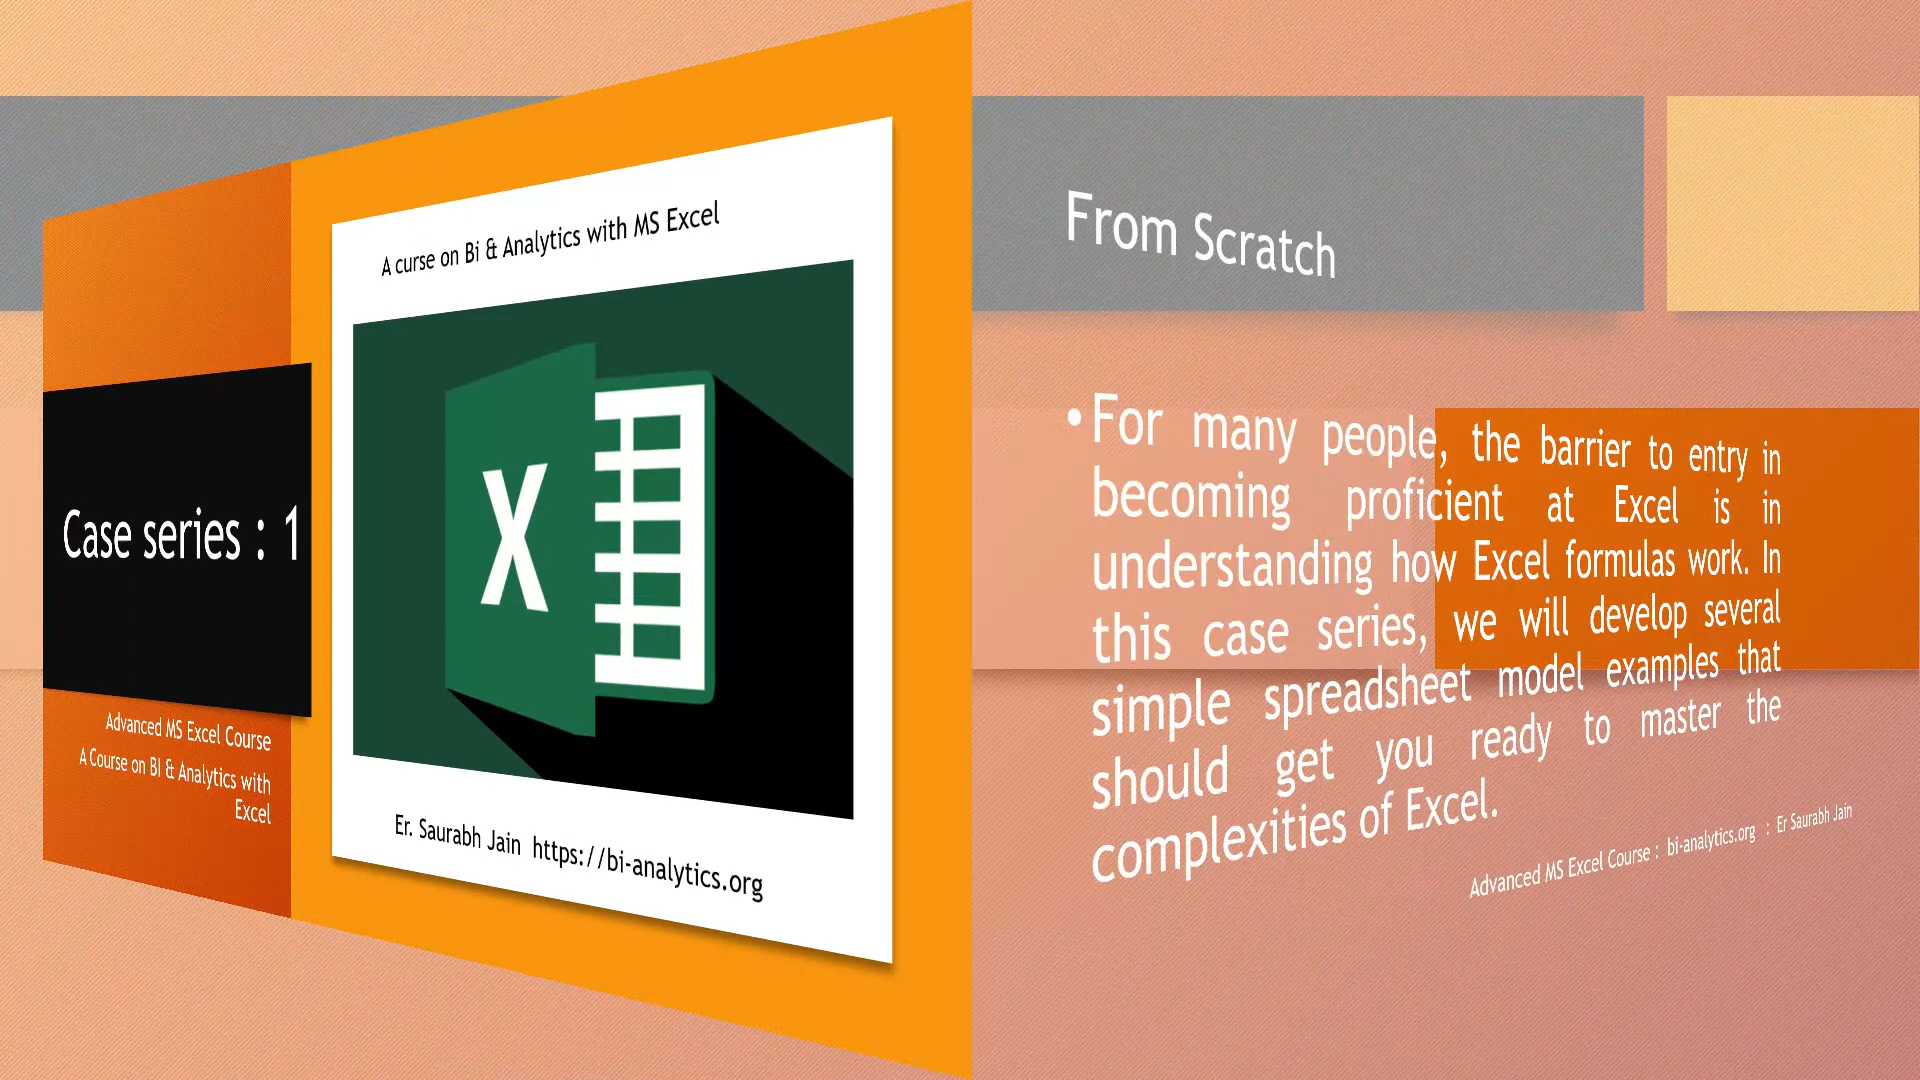 A curse on Bi & Analytics with MS Excel
X
Case series : 1
Advanced MS Excel Course
A Course on BI & Analytics with
Excel
Er. Saurabh Jain https://bi-analytics.org
From Scratch
• For many people, the barrier to entry in
becoming proficient at Excel is in
understanding how Excel formulas work. In
this case series, we will develop several
simple spreadsheet model examples that
should get you ready to master the
complexities of Excel.
Advanced MS Excel Course : bi-analytics.org : Er Saurabh Jain